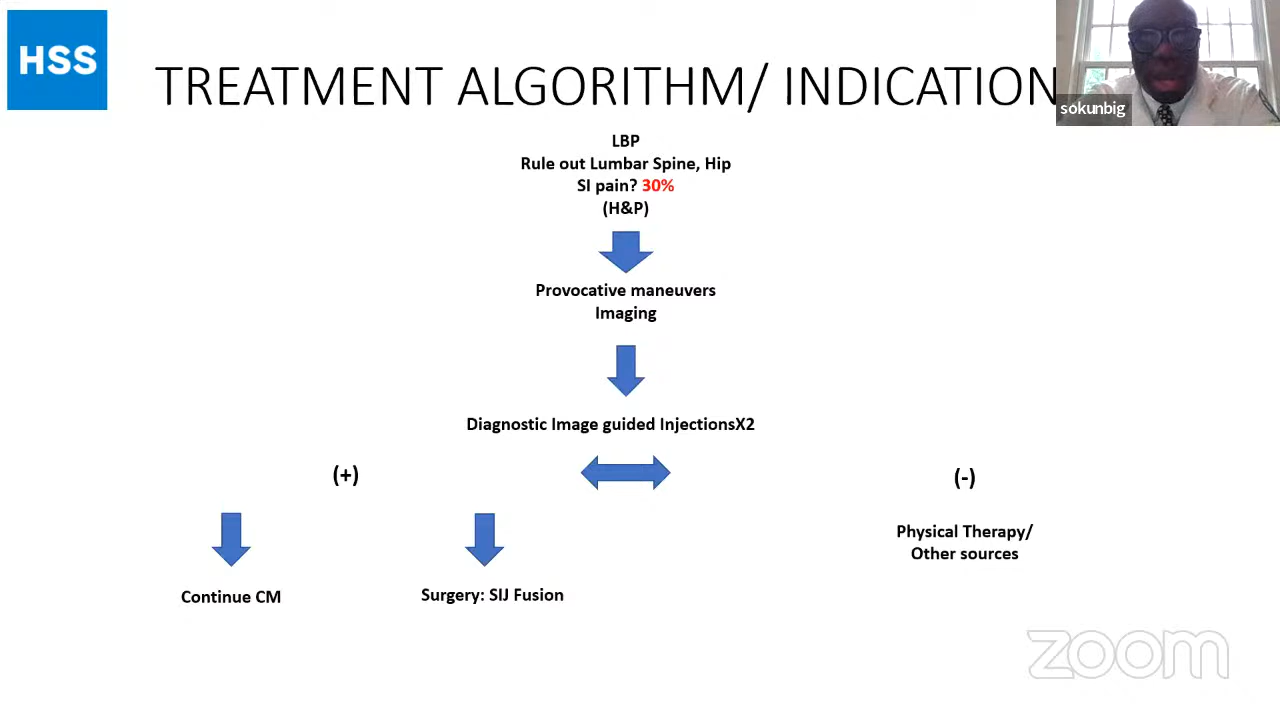 HSS
TREATMENT ALGORITHM/ INDICATION
sokunbig
LBP
Rule out Lumbar Spine, Hip
SI pain? 30%
(H&P)
Provocative maneuvers
Imaging
Diagnostic Image guided InjectionsX2
(+)
(-)
Physical Therapy/
Other sources
Continue CM
Surgery: SIJ Fusion
zoom